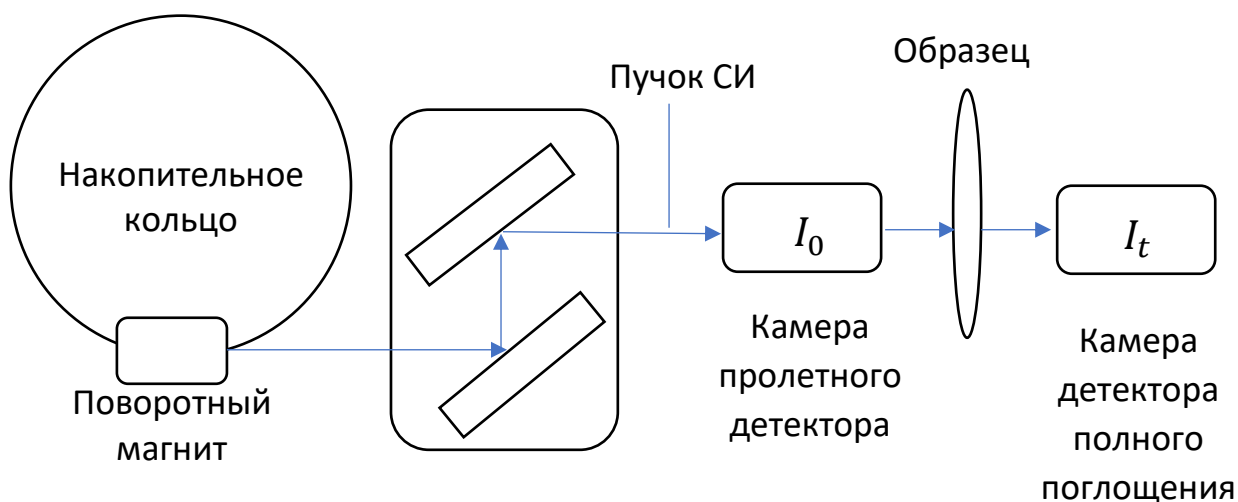 Накопительное
кольцо
Поворотный
магнит
Пучок СИ
I₀
Камера
пролетного
детектора
Образец
Iₜ
Камера
детектора
полного
поглощения